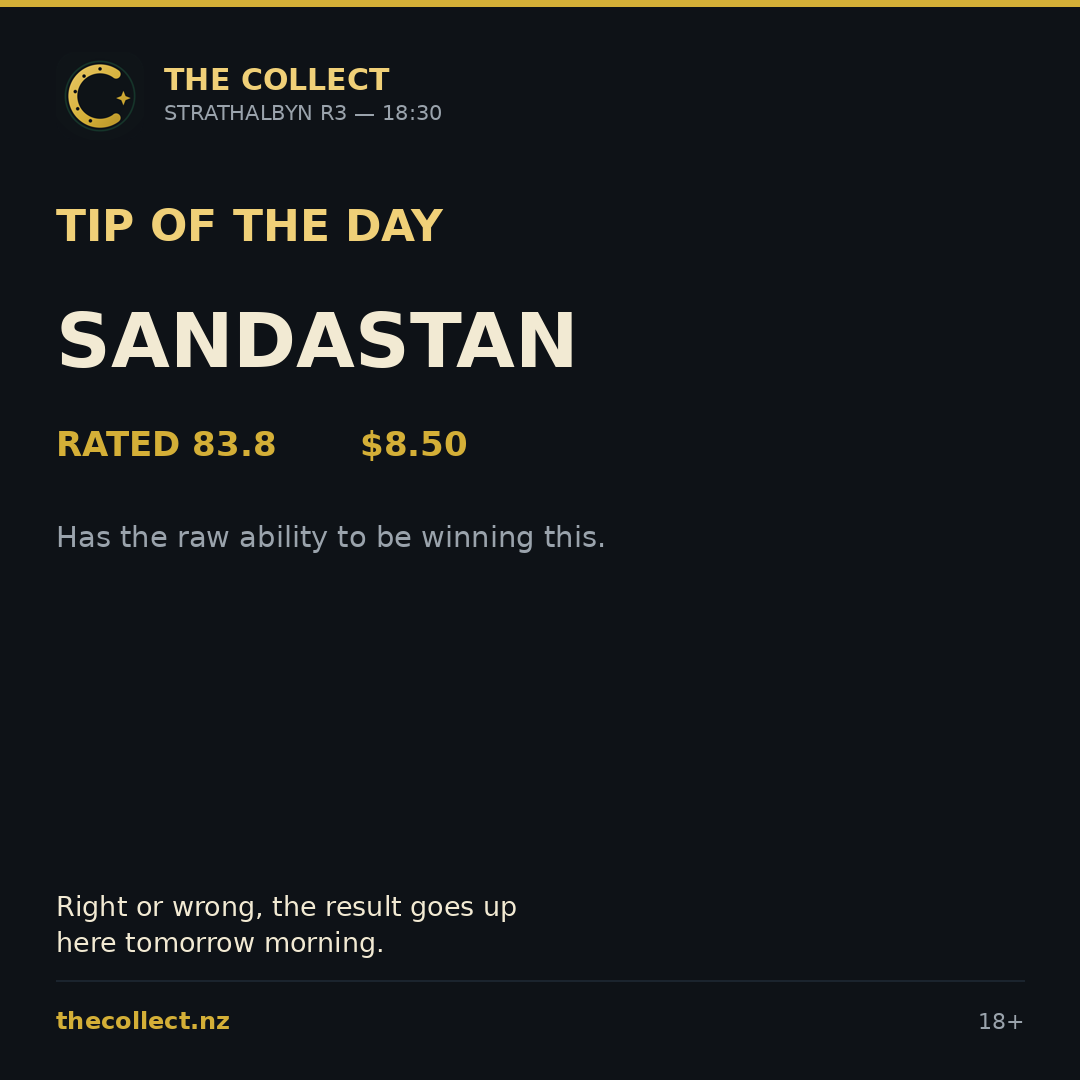 THE COLLECT
STRATHALBYN R3 — 18:30
TIP OF THE DAY
SANDASTAN
RATED 83.8 $8.50
Has the raw ability to be winning this.
Right or wrong, the result goes up
here tomorrow morning.
thecollect.nz 18+